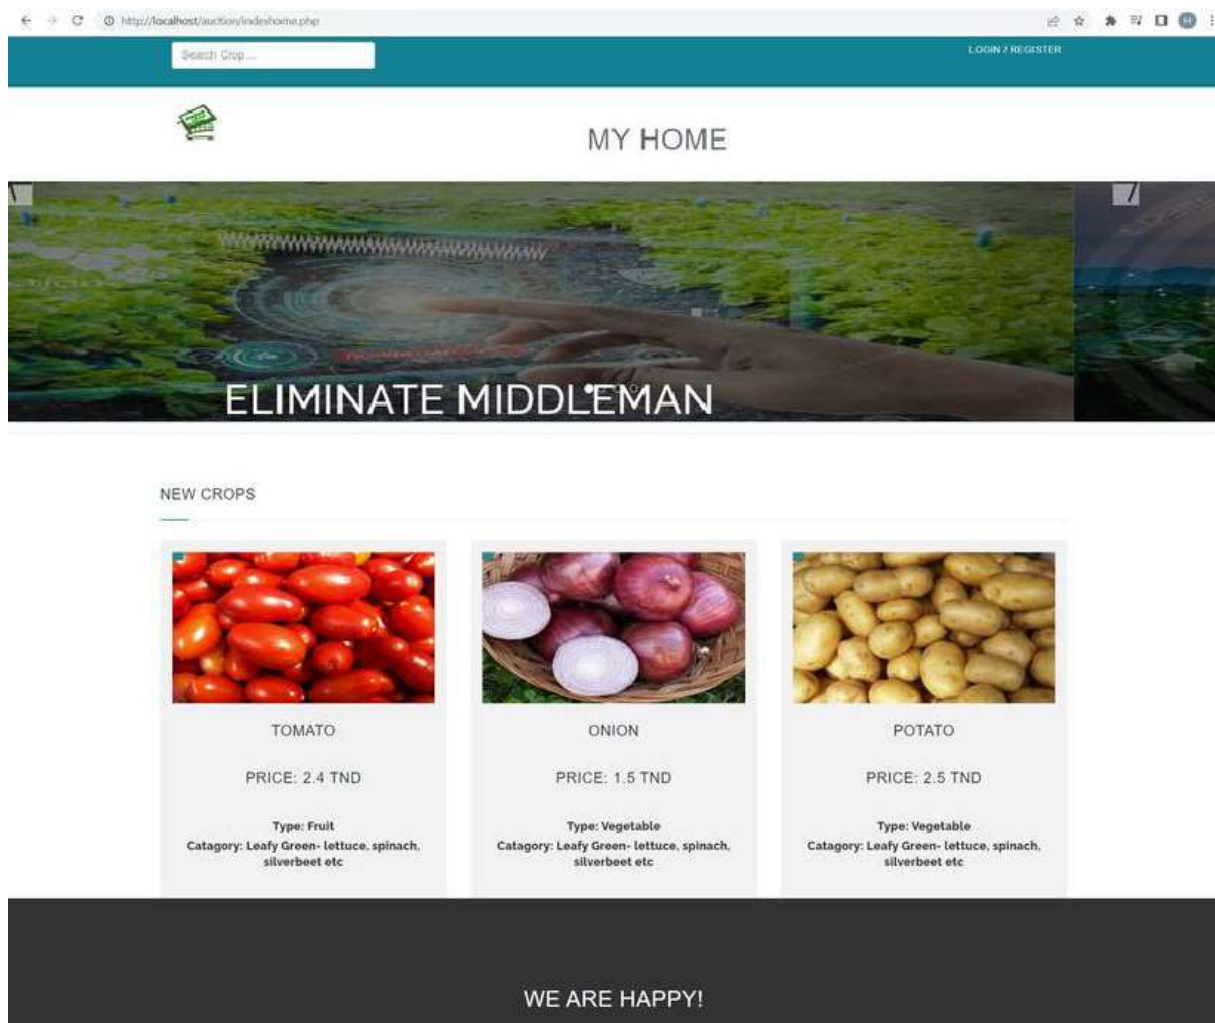 http://localhost/auction/indexhome.php
Search Crop ...
LOGIN / REGISTER
MY HOME
ELIMINATE MIDDLEMAN
NEW CROPS
TOMATO
PRICE: 2.4 TND
Type: Fruit
Catagory: Leafy Green- lettuce, spinach,
silverbeet etc
ONION
PRICE: 1.5 TND
Type: Vegetable
Catagory: Leafy Green- lettuce, spinach,
silverbeet etc
POTATO
PRICE: 2.5 TND
Type: Vegetable
Catagory: Leafy Green- lettuce, spinach,
silverbeet etc
WE ARE HAPPY!